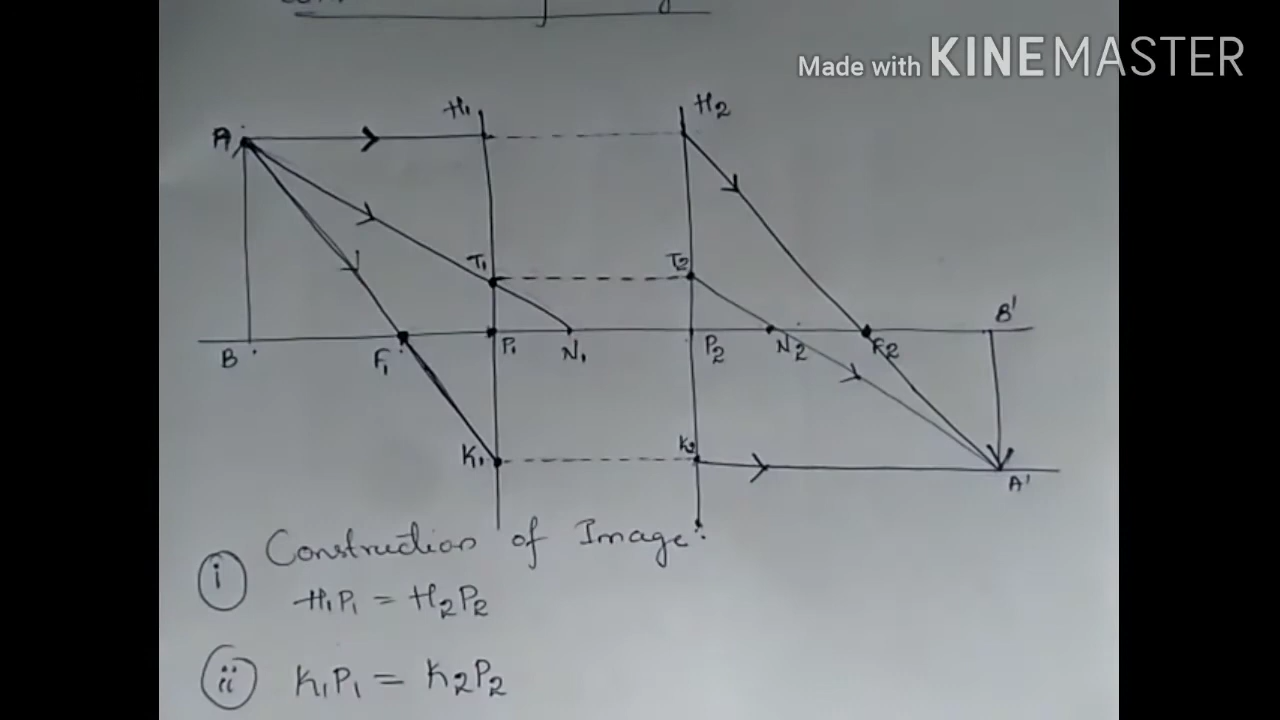 Made with KINEMASTER
H1 H2
A
T1 T2
B'
B F1 P1 N1 P2 N2 F2
K1 K2
A'
i Construction of Image:
H1P1 = H2P2
ii K1P1 = K2P2